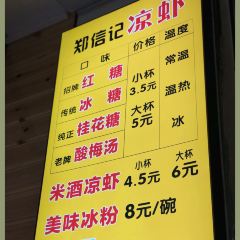 郑信记凉虾
口味 价格 温度
招牌 红糖
传统 冰糖
纯正 桂花糖
老牌 酸梅汤
小杯
3.5元
大杯
5元
常温
温热
冰
小杯 大杯
米酒凉虾 4.5元 6元
美味冰粉 8元/碗